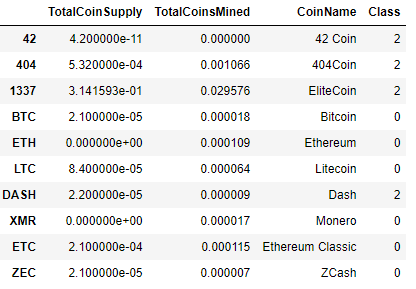 TotalCoinSupply TotalCoinsMined CoinName Class
42 4.200000e-11 0.000000 42 Coin 2
404 5.320000e-04 0.001066 404Coin 2
1337 3.141593e-01 0.029576 EliteCoin 2
BTC 2.100000e-05 0.000018 Bitcoin 0
ETH 0.000000e+00 0.000109 Ethereum 0
LTC 8.400000e-05 0.000064 Litecoin 0
DASH 2.200000e-05 0.000009 Dash 2
XMR 0.000000e+00 0.000017 Monero 0
ETC 2.100000e-04 0.000115 Ethereum Classic 0
ZEC 2.100000e-05 0.000007 ZCash 0